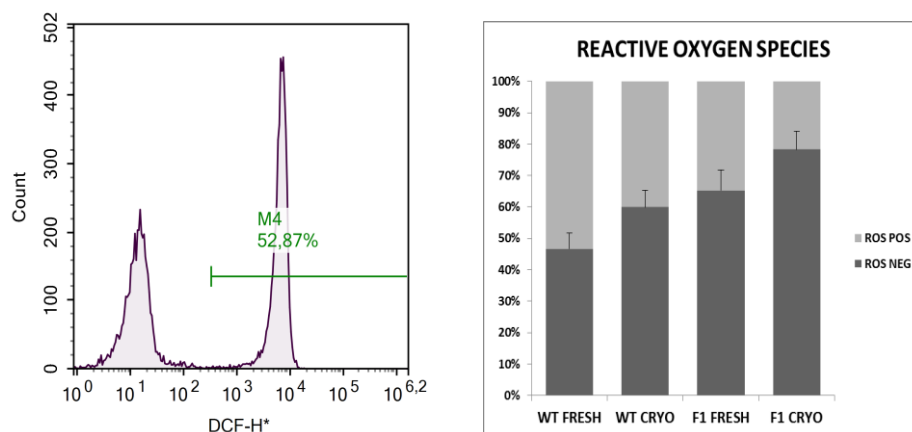 502
400
300
200
100
0
Count
M4
52,87%
10^0 10^1 10^2 10^3 10^4 10^5 10^6,2
DCF-H*
REACTIVE OXYGEN SPECIES
100%
90%
80%
70%
60%
50%
40%
30%
20%
10%
0%
WT FRESH WT CRYO F1 FRESH F1 CRYO
ROS POS
ROS NEG